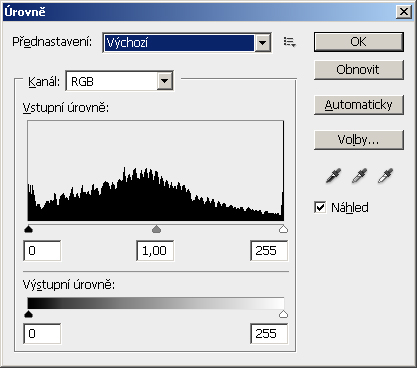 Úrovně
Přednastavení: Výchozí
OK
Obnovit
Automaticky
Volby...
Náhled
Kanál: RGB
Vstupní úrovně:
0 1,00 255
Výstupní úrovně:
0 255